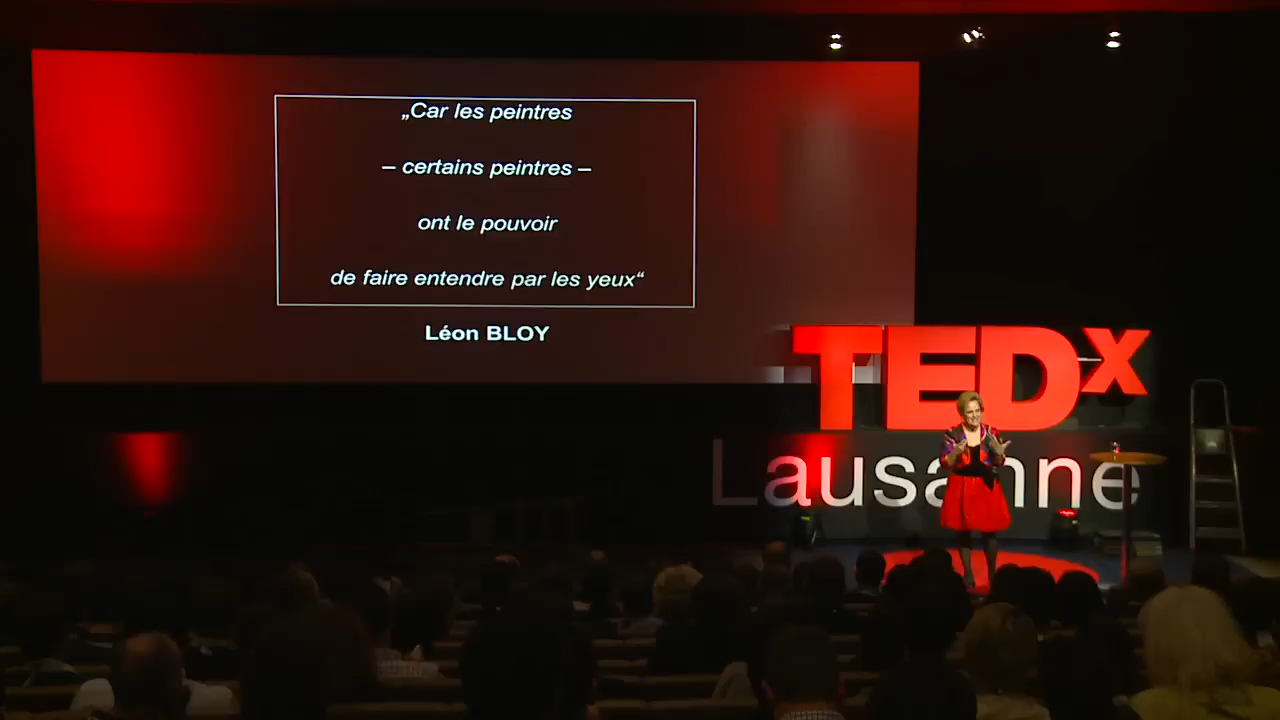 „Car les peintres
– certains peintres –
ont le pouvoir
de faire entendre par les yeux“
Léon BLOY
TEDx
Lausanne